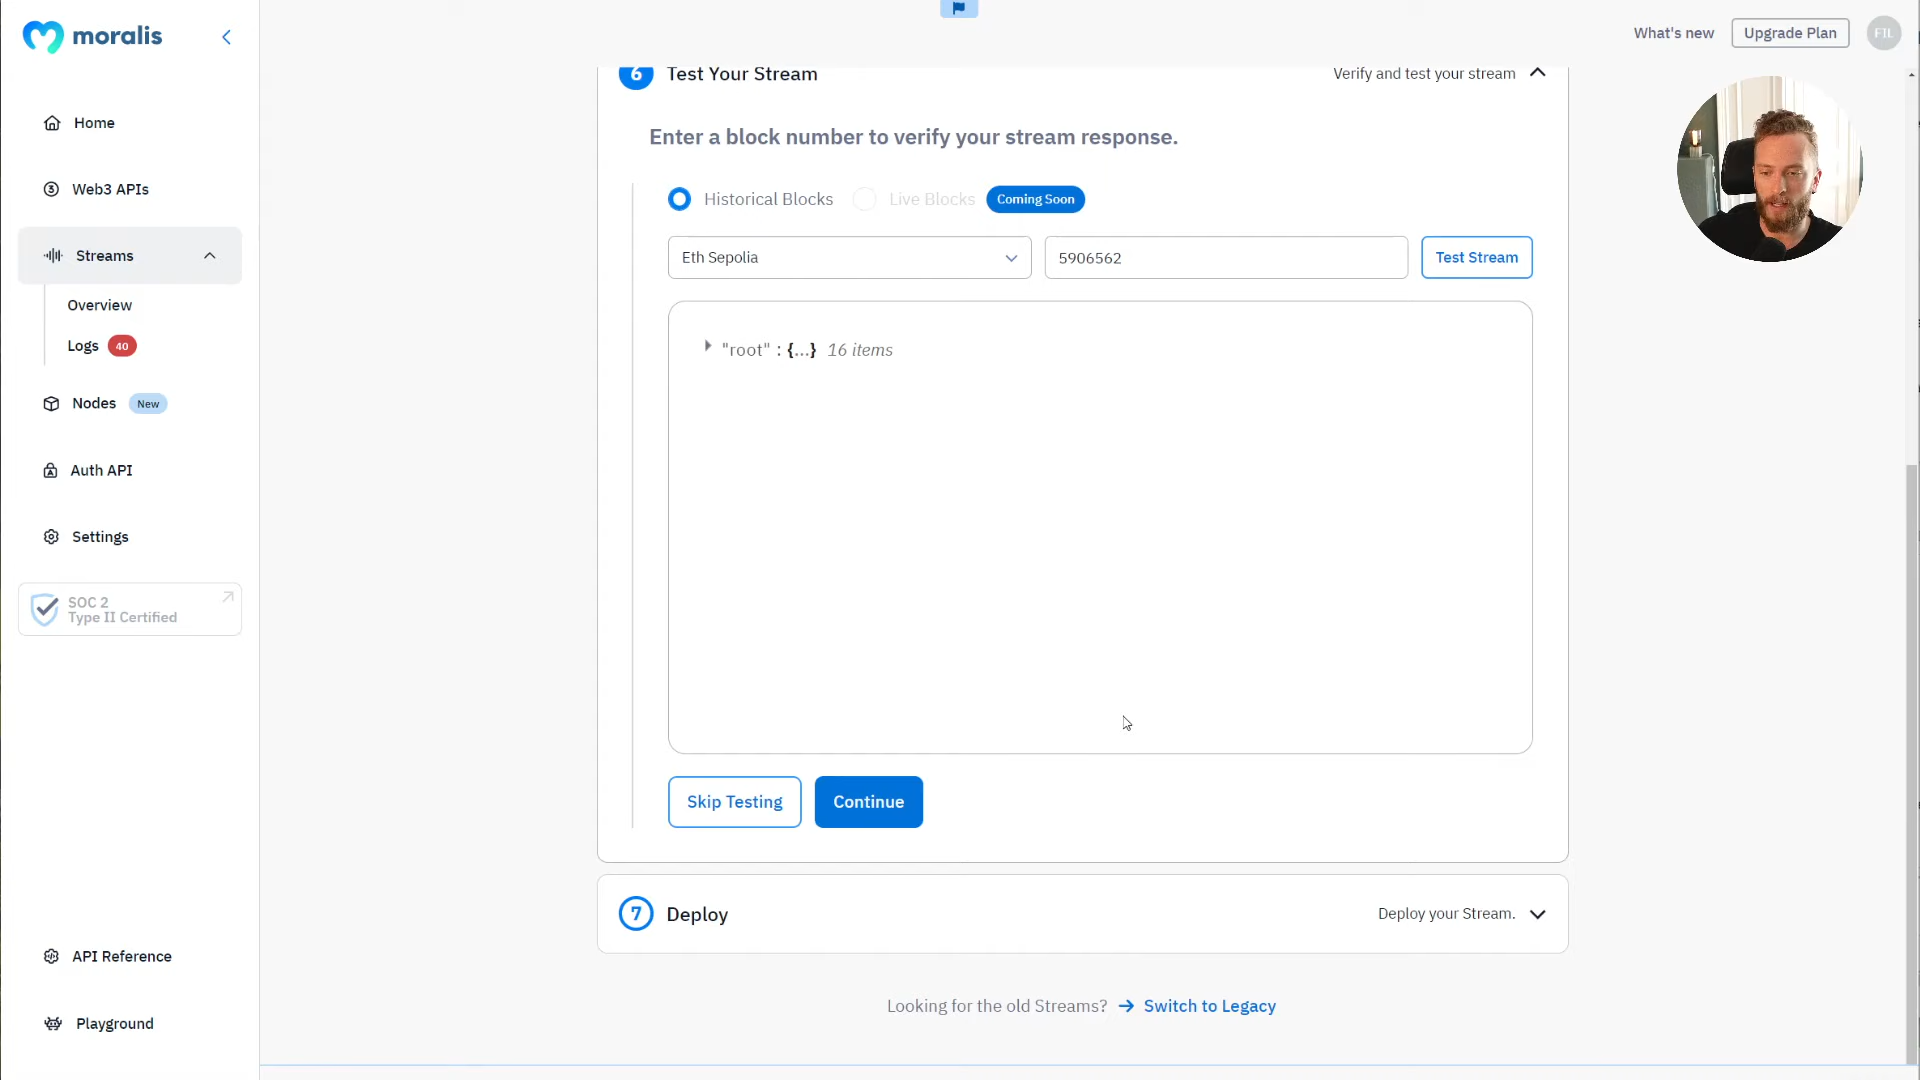 moralis
What's new
Upgrade Plan
FIL
Home
Web3 APIs
Streams
Overview
Logs 40
Nodes New
Auth API
Settings
SOC 2
Type II Certified
API Reference
Playground
6 Test Your Stream
Verify and test your stream
Enter a block number to verify your stream response.
Historical Blocks
Live Blocks
Coming Soon
Eth Sepolia
5906562
Test Stream
"root" : {...} 16 items
Skip Testing
Continue
7 Deploy
Deploy your Stream.
Looking for the old Streams? → Switch to Legacy